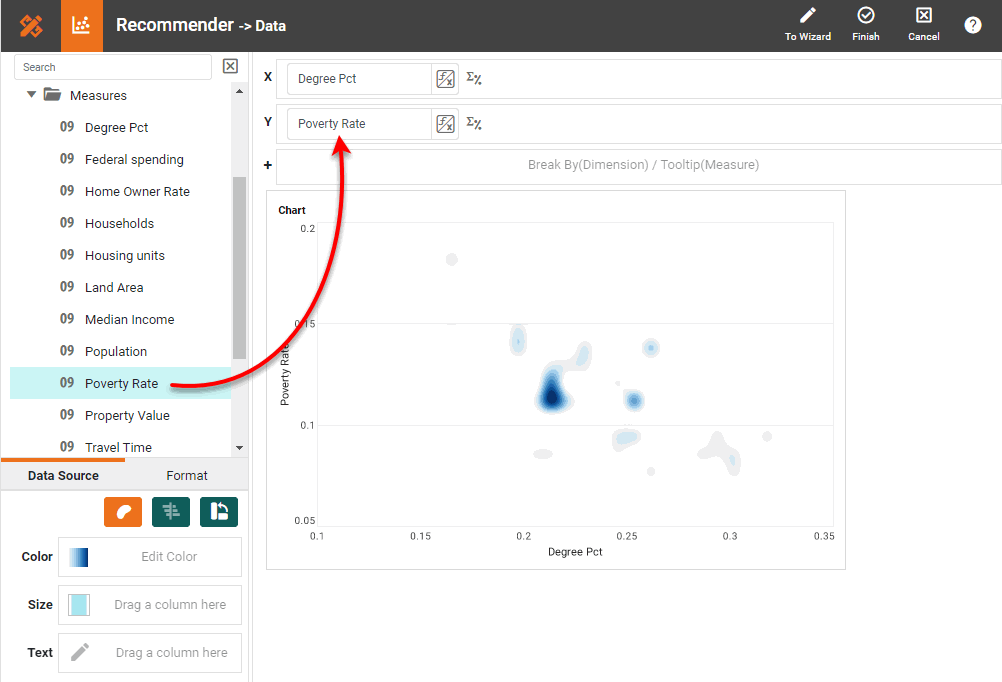 Recommender -> Data
To Wizard
Finish
Cancel
?
Search
Measures
09 Degree Pct
09 Federal spending
09 Home Owner Rate
09 Households
09 Housing units
09 Land Area
09 Median Income
09 Population
09 Poverty Rate
09 Property Value
09 Travel Time
Data Source
Format
Color
Edit Color
Size
Drag a column here
Text
Drag a column here
X
Degree Pct
fx
Σ%
Y
Poverty Rate
fx
Σ%
+
Break By(Dimension) / Tooltip(Measure)
Chart
0.2
0.15
0.1
0.05
Poverty Rate
0.1 0.15 0.2 0.25 0.3 0.35
Degree Pct